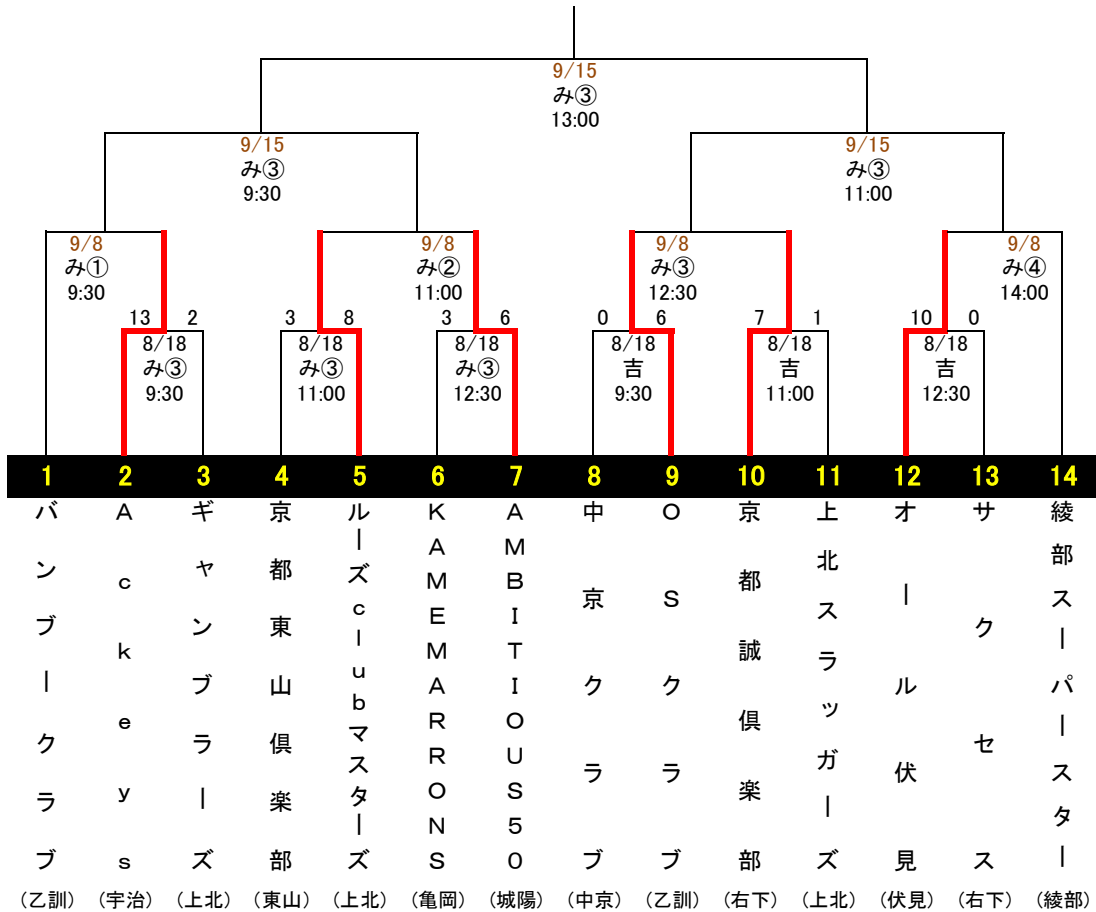 9/15
み③
13:00
9/15
み③
9:30
9/15
み③
11:00
9/8
み①
9:30
9/8
み②
11:00
9/8
み③
12:30
9/8
み④
14:00
13 2
8/18
み③
9:30
3 8
8/18
み③
11:00
3 6
8/18
み③
12:30
0 6
8/18
吉
9:30
7 1
8/18
吉
11:00
10 0
8/18
吉
12:30
1 2 3 4 5 6 7 8 9 10 11 12 13 14
バンブークラブ
Ackeys
ギャンブラーズ
京都東山倶楽部
ルーズclubマスターズ
KAMEMARRONS
AMBITIOUS50
中京クラブ
OSクラブ
京都誠倶楽部
上北スラッガーズ
オール伏見
サクセス
綾部スーパースター
(乙訓) (宇治) (上北) (東山) (上北) (亀岡) (城陽) (中京) (乙訓) (右下) (上北) (伏見) (右下) (綾部)